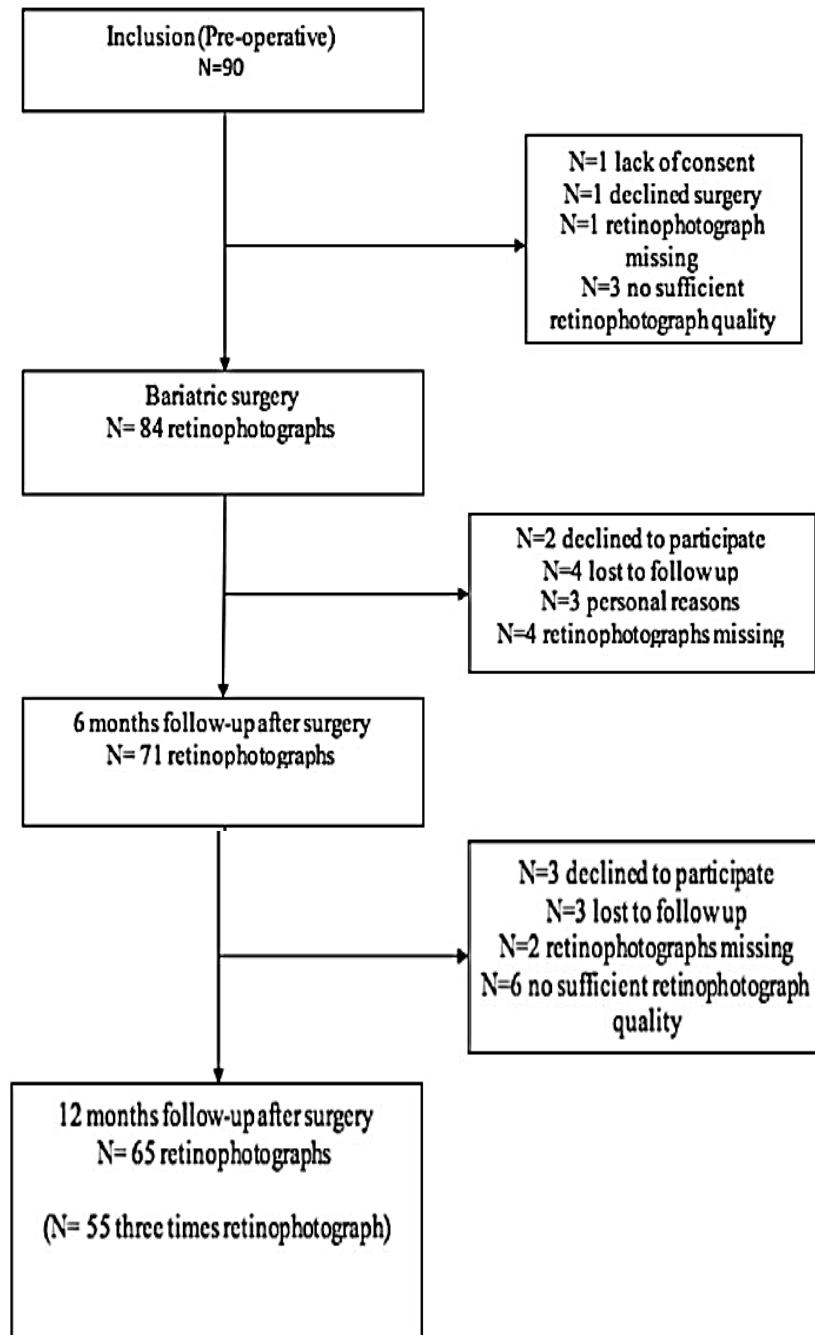 Inclusion (Pre-operative)
N=90
N=1 lack of consent
N=1 declined surgery
N=1 retinophotograph
missing
N=3 no sufficient
retinophotograph quality
Bariatric surgery
N= 84 retinophotographs
N=2 declined to participate
N=4 lost to follow up
N=3 personal reasons
N=4 retinophotographs missing
6 months follow-up after surgery
N= 71 retinophotographs
N=3 declined to participate
N=3 lost to follow up
N=2 retinophotographs missing
N=6 no sufficient retinophotograph
quality
12 months follow-up after surgery
N= 65 retinophotographs
(N= 55 three times retinophotograph)